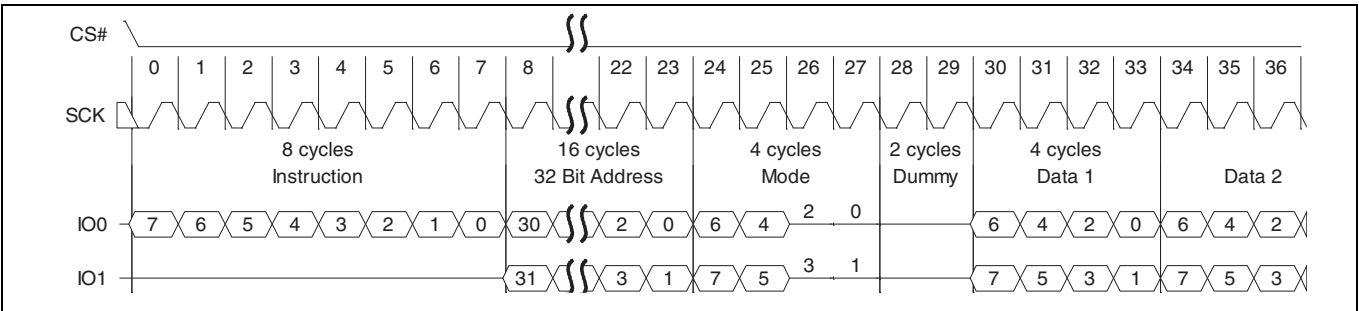 CS#
0 1 2 3 4 5 6 7 8 22 23 24 25 26 27 28 29 30 31 32 33 34 35 36
SCK
8 cycles 16 cycles 4 cycles 2 cycles 4 cycles
Instruction 32 Bit Address Mode Dummy Data 1 Data 2
IO0 7 6 5 4 3 2 1 0 30 2 0 6 4 2 0 6 4 2 0 6 4 2
IO1 31 3 1 7 5 3 1 7 5 3 1 7 5 3